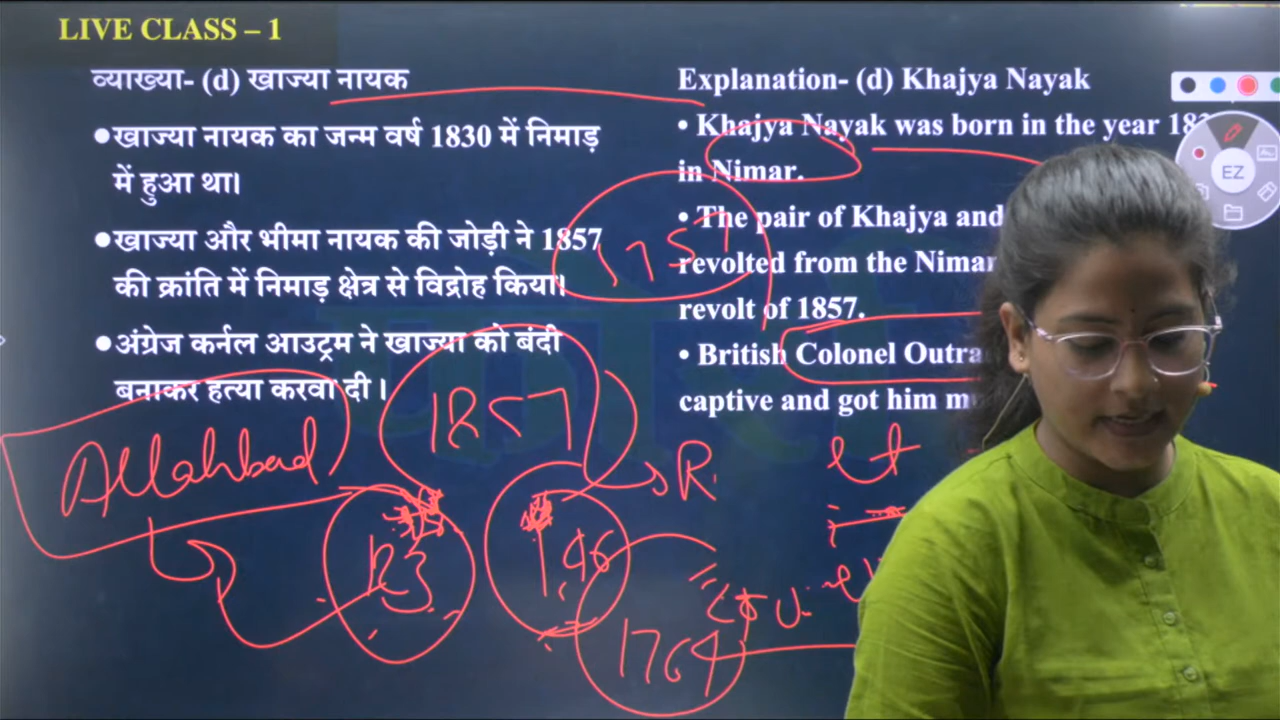 LIVE CLASS – 1
व्याख्या- (d) खाज्या नायक
●खाज्या नायक का जन्म वर्ष 1830 में निमाड़
में हुआ था।
●खाज्या और भीमा नायक की जोड़ी ने 1857
की क्रांति में निमाड़ क्षेत्र से विद्रोह किया।
●अंग्रेज कर्नल आउट्रम ने खाज्या को बंदी
बनाकर हत्या करवा दी।
Explanation- (d) Khajya Nayak
• Khajya Nayak was born in the year
in Nimar.
• The pair of Khajya and
revolted from the Nimar
revolt of 1857.
• British Colonel
captive and got him
1757
1857
Allahbad
R.
1764
EZ